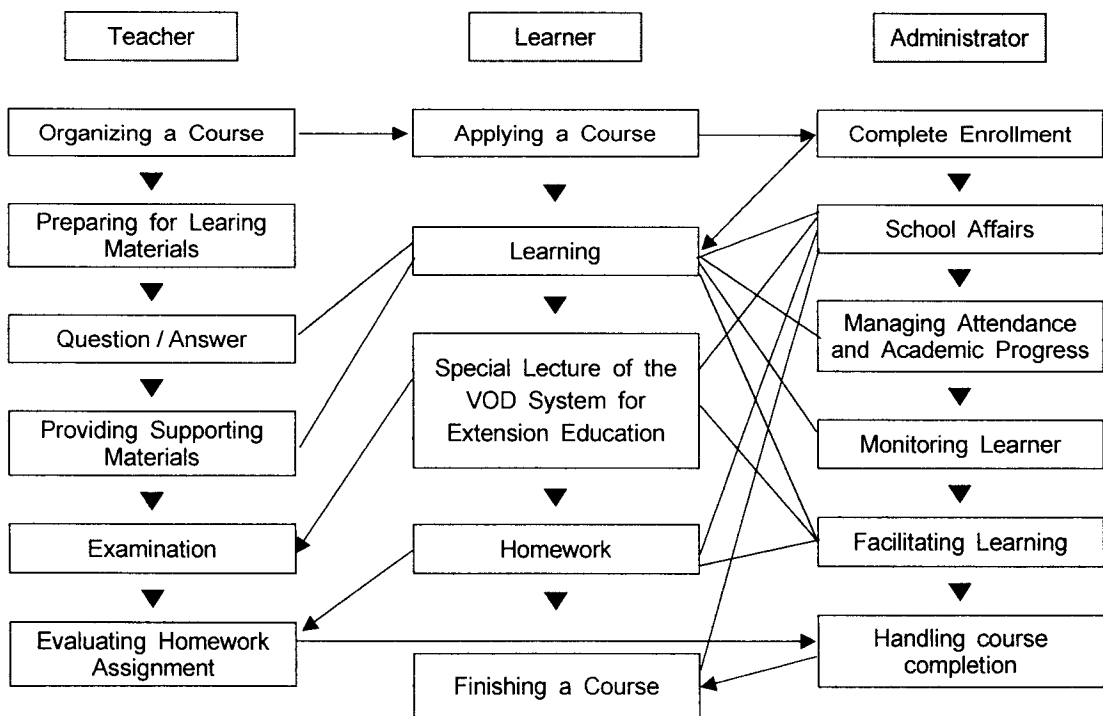 Teacher
Learner
Administrator
Organizing a Course
Applying a Course
Complete Enrollment
Preparing for Learing
Materials
Learning
School Affairs
Question / Answer
Special Lecture of the
VOD System for
Extension Education
Managing Attendance
and Academic Progress
Providing Supporting
Materials
Monitoring Learner
Examination
Homework
Facilitating Learning
Evaluating Homework
Assignment
Finishing a Course
Handling course
completion